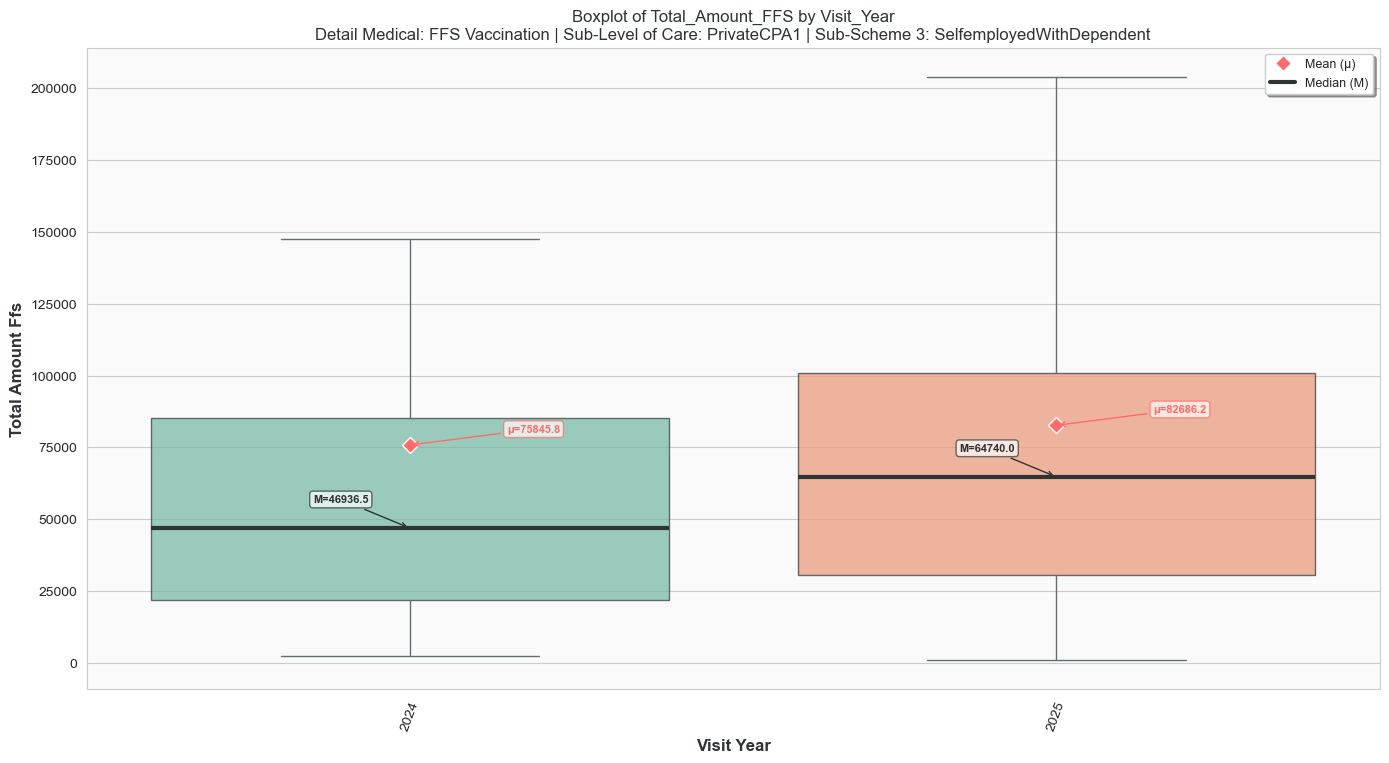 Boxplot of Total_Amount_FFS by Visit_Year
Detail Medical: FFS Vaccination | Sub-Level of Care: PrivateCPA1 | Sub-Scheme 3: SelfemployedWithDependent
Mean (μ)
Median (M)
Total Amount Ffs
200000
175000
150000
125000
100000
75000
50000
25000
0
μ=75845.8
M=46936.5
μ=82686.2
M=64740.0
2024
2025
Visit Year